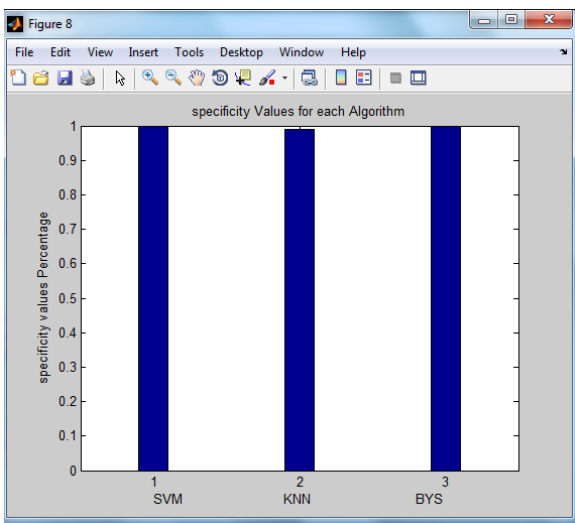 Figure 8
File Edit View Insert Tools Desktop Window Help
specificity Values for each Algorithm
specificity values Percentage
1
0.9
0.8
0.7
0.6
0.5
0.4
0.3
0.2
0.1
0
1 2 3
SVM KNN BYS